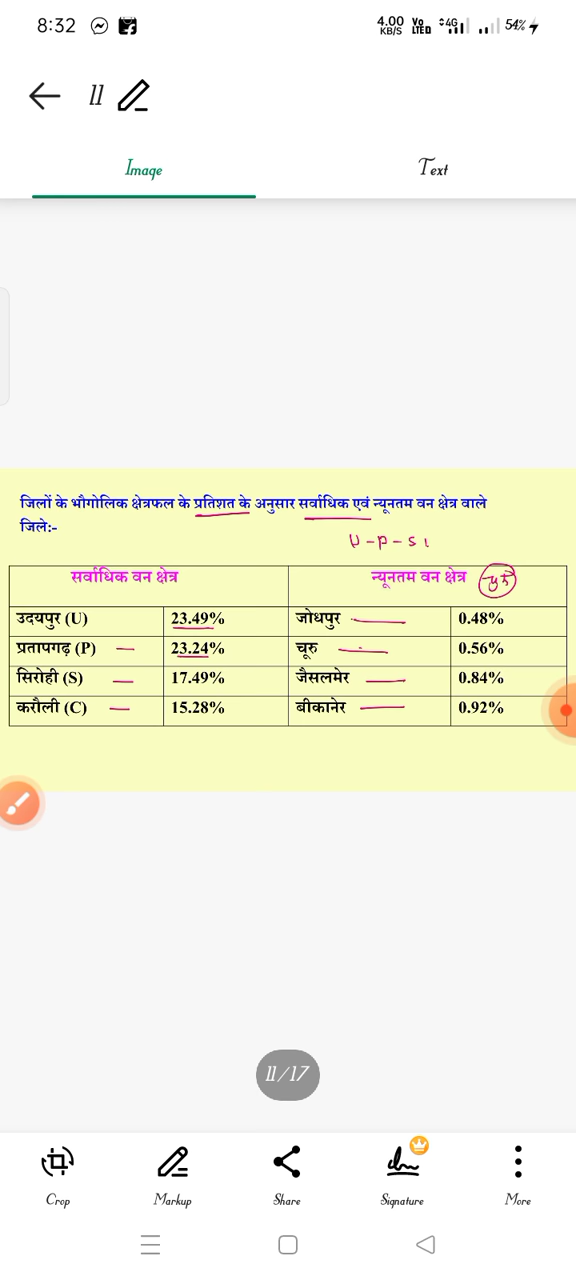 8:32 4.00 KB/S Vo LTED 4G 54%
11
Image Text
जिलों के भौगोलिक क्षेत्रफल के प्रतिशत के अनुसार सर्वाधिक एवं न्यूनतम वन क्षेत्र वाले
जिले:-
U-P-S
सर्वाधिक वन क्षेत्र न्यूनतम वन क्षेत्र
उदयपुर (U) 23.49% जोधपुर 0.48%
प्रतापगढ़ (P) 23.24% चूरु 0.56%
सिरोही (S) 17.49% जैसलमेर 0.84%
करौली (C) 15.28% बीकानेर 0.92%
11/17
Crop Markup Share Signature More